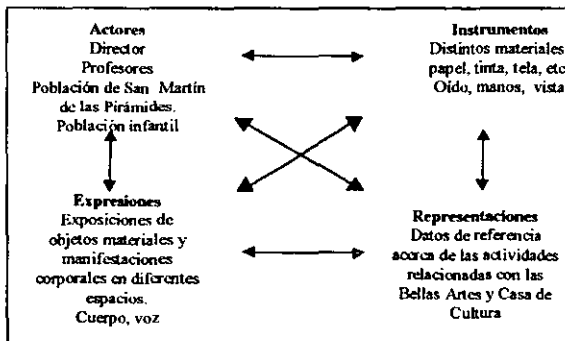 Actores
Director
Profesores
Población de San Martín
de las Pirámides.
Población infantil
Instrumentos
Distintos materiales
papel, tinta, tela, etc
Oído, manos, vista
Expresiones
Exposiciones de
objetos materiales y
manifestaciones
corporales en diferentes
espacios.
Cuerpo, voz
Representaciones
Datos de referencia
acerca de las actividades
relacionadas con las
Bellas Artes y Casa de
Cultura